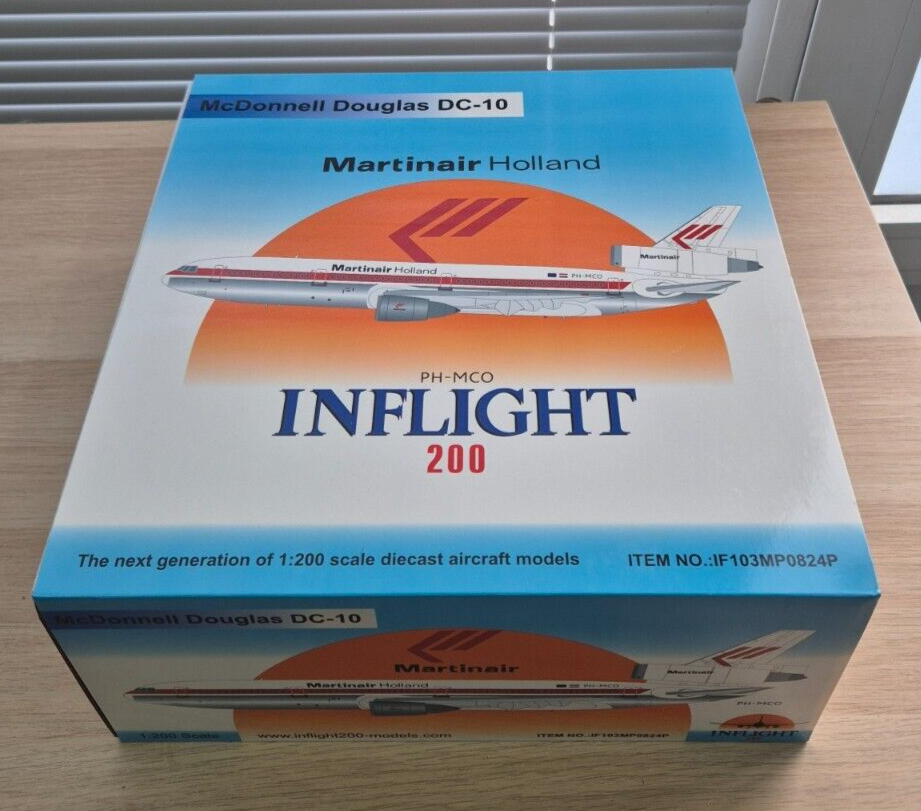 McDonnell Douglas DC-10
Martinair Holland
Martinair
Martinair Holland
PH-MCO
PH-MCO
INFLIGHT
200
The next generation of 1:200 scale diecast aircraft models
ITEM NO.:IF103MP0824P
McDonnell Douglas DC-10
Martinair
Martinair
Martinair Holland
PH-MCO
PH-MCO
INFLIGHT
1:200 Scale
www.inflight200-models.com
ITEM NO.:IF103MP0824P